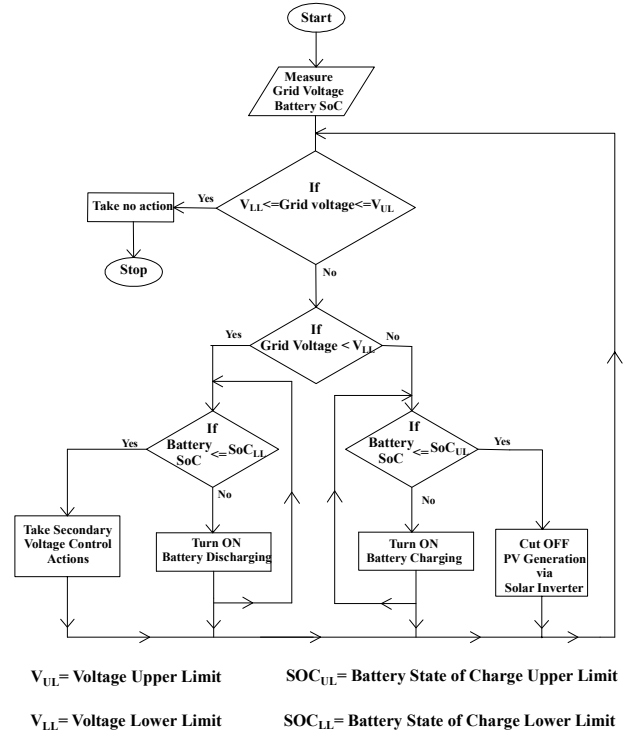 Start
Measure
Grid Voltage
Battery SoC
If
V_LL<=Grid voltage<=V_UL
Yes
Take no action
Stop
No
If
Grid Voltage < V_LL
Yes
No
If
Battery SoC <= SoC_LL
Yes
No
If
Battery SoC <= SoC_UL
Yes
No
Take Secondary
Voltage Control
Actions
Turn ON
Battery Discharging
Turn ON
Battery Charging
Cut OFF
PV Generation
via
Solar Inverter
V_UL= Voltage Upper Limit
SOC_UL= Battery State of Charge Upper Limit
V_LL= Voltage Lower Limit
SOC_LL= Battery State of Charge Lower Limit